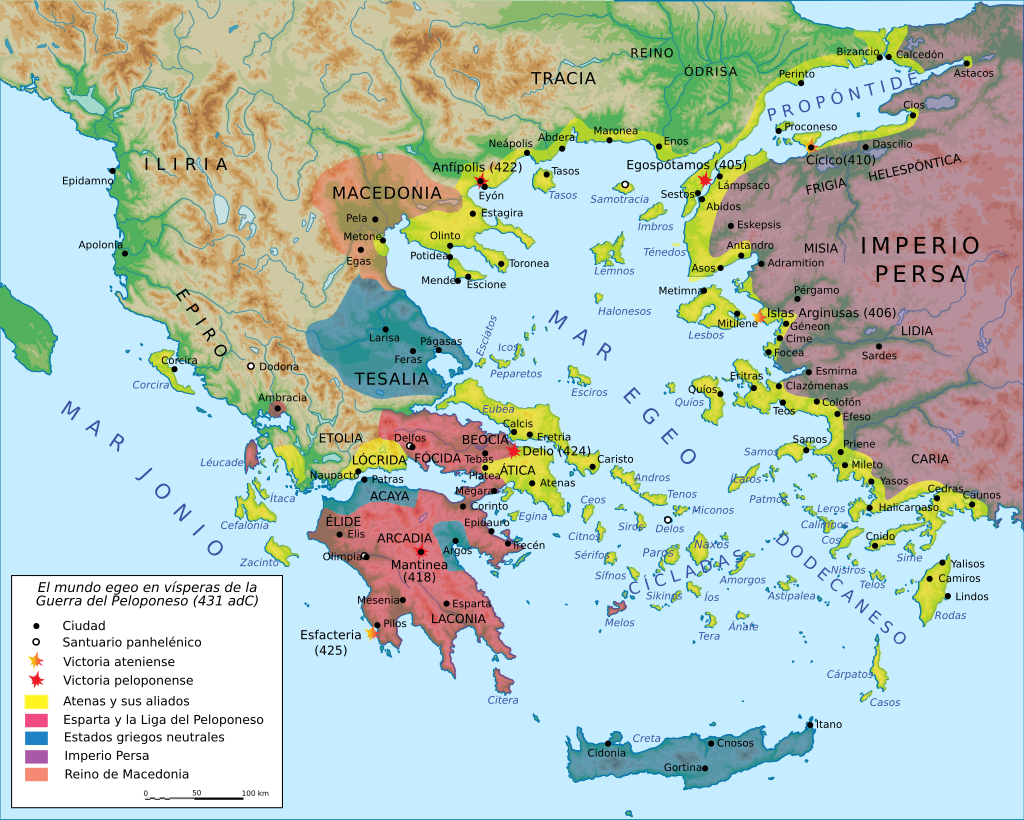 REINO
ÓDRISA
TRACIA
Bizancio
Calcedón
Astacos
Perinto
PROPÓNTIDE
Cios
Proconeso
Dascilio
Cícico(410)
HELESPÓNTICA
FRIGIA
Maronea
Abdera
Enos
Neápolis
Egospótamos (405)
Anfípolis (422)
Tasos
Tasos
Lámpsaco
Samotracia
Sestos
Abidos
Eyón
ILIRIA
Epidamno
MACEDONIA
Estagira
Imbros
Eskepsis
Pela
Metone
Egas
Olinto
Potidea
Toronea
Mende
Escione
Apolonia
Ténedos
Lemnos
Antandro
Adramition
Asos
MISIA
IMPERIO
PERSA
EPIRO
Metimna
Pérgamo
Halonesos
Islas Arginusas (406)
Mitilene
Géneon
Lesbos
Cime
LIDIA
Larisa
Págasas
Feras
Esciatos
Icos
Peparetos
MAR EGEO
Focea
Sardes
Corcira
Corcira
Dodona
TESALIA
Esmirna
Esciros
Eritras
Quíos
Quíos
Clazómenas
Colofón
Teos
Éfeso
Ambracia
Eubea
MAR JONIO
Calcis
Eretria
ETOLIA
Delfos
BEOCIA
Delio (424)
LÓCRIDA
FÓCIDA
Tebas
Léucade
Naupacto
Patras
Platea
ÁTICA
Caristo
Samos
Samos
Priene
Mileto
CARIA
ACAYA
Mégara
Atenas
Andros
Ícaros
Yasos
Ítaca
Cefalonia
Corinto
Ceos
Tenos
Miconos
Patmos
Leros
Cedras
Caunos
Halicarnaso
ÉLIDE
Elis
ARCADIA
Epidauro
Egina
Siros
Delos
Calimnos
Cos
Citnos
Cnido
Zacinto
Olimpia
Argos
Trecén
Mantinea
(418)
Sérifos
Paros
Naxos
DODECANESO
Sime
Yalisos
Sífnos
CÍCLADAS
Amorgos
Nisiros
Telos
Camiros
Mesenia
Esparta
Sikinos
Íos
Astipalea
Lindos
Pilos
LACONIA
Melos
Tera
Anafe
Rodas
Esfacteria
(425)
Cárpatos
Citera
Casos
Itano
Creta
Cidonia
Cnosos
Gortina
El mundo egeo en vísperas de la
Guerra del Peloponeso (431 adC)
Ciudad
Santuario panhelénico
Victoria ateniense
Victoria peloponense
Atenas y sus aliados
Esparta y la Liga del Peloponeso
Estados griegos neutrales
Imperio Persa
Reino de Macedonia
0 50 100 km